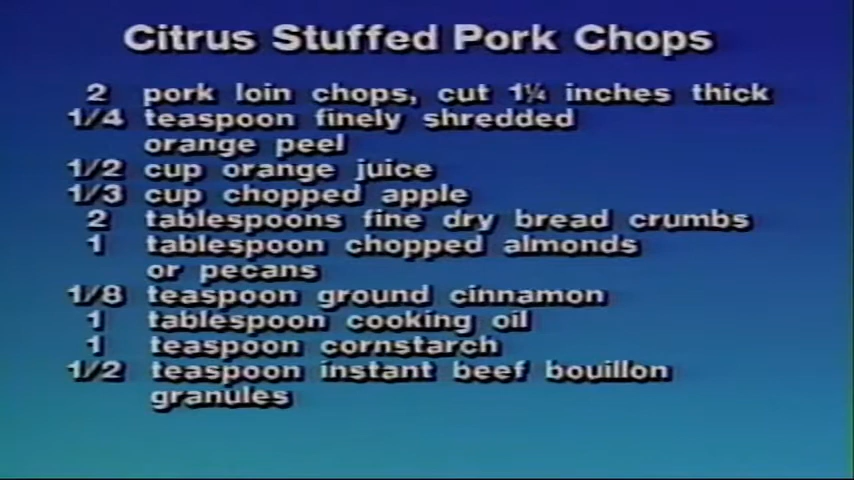 Citrus Stuffed Pork Chops
2 pork loin chops, cut 1¼ inches thick
1/4 teaspoon finely shredded
orange peel
1/2 cup orange juice
1/3 cup chopped apple
2 tablespoons fine dry bread crumbs
1 tablespoon chopped almonds
or pecans
1/8 teaspoon ground cinnamon
1 tablespoon cooking oil
1 teaspoon cornstarch
1/2 teaspoon instant beef bouillon
granules